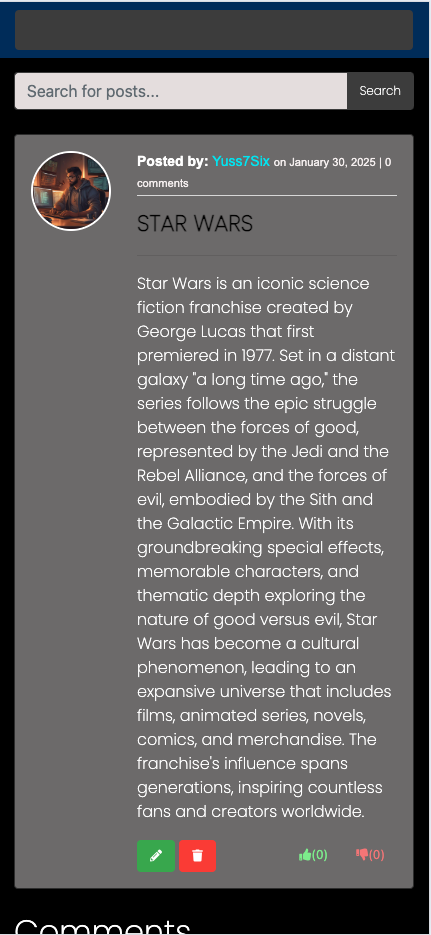 Search for posts...
Search
Posted by: Yuss7Six on January 30, 2025 | 0
comments
STAR WARS
Star Wars is an iconic science
fiction franchise created by
George Lucas that first
premiered in 1977. Set in a distant
galaxy "a long time ago," the
series follows the epic struggle
between the forces of good,
represented by the Jedi and the
Rebel Alliance, and the forces of
evil, embodied by the Sith and
the Galactic Empire. With its
groundbreaking special effects,
memorable characters, and
thematic depth exploring the
nature of good versus evil, Star
Wars has become a cultural
phenomenon, leading to an
expansive universe that includes
films, animated series, novels,
comics, and merchandise. The
franchise's influence spans
generations, inspiring countless
fans and creators worldwide.
(0)
(0)
Comments